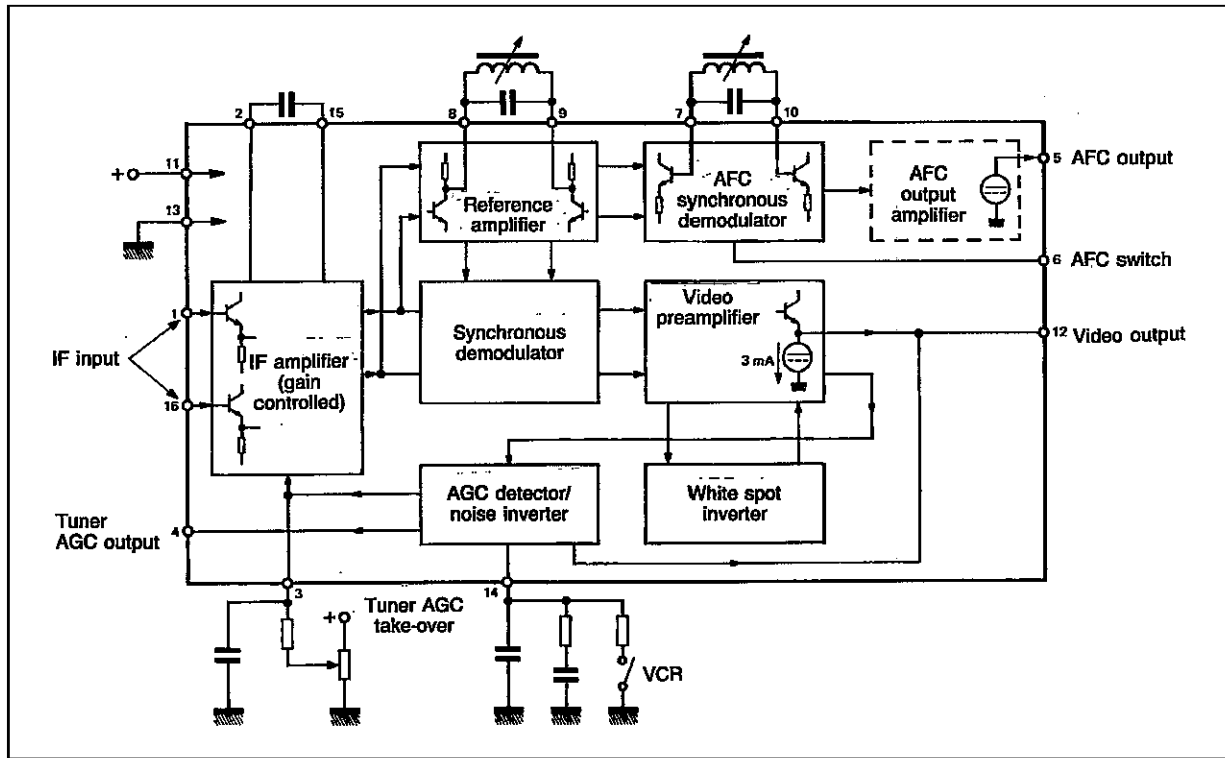 2
15
8
9
7
10
11
+
13
1
16
IF input
IF amplifier
(gain
controlled)
Reference
amplifier
AFC
synchronous
demodulator
AFC
output
amplifier
5 AFC output
6 AFC switch
Synchronous
demodulator
Video
preamplifier
3 mA
12 Video output
AGC detector/
noise inverter
White spot
inverter
Tuner
AGC output
4
3
14
Tuner AGC
take-over
+
VCR